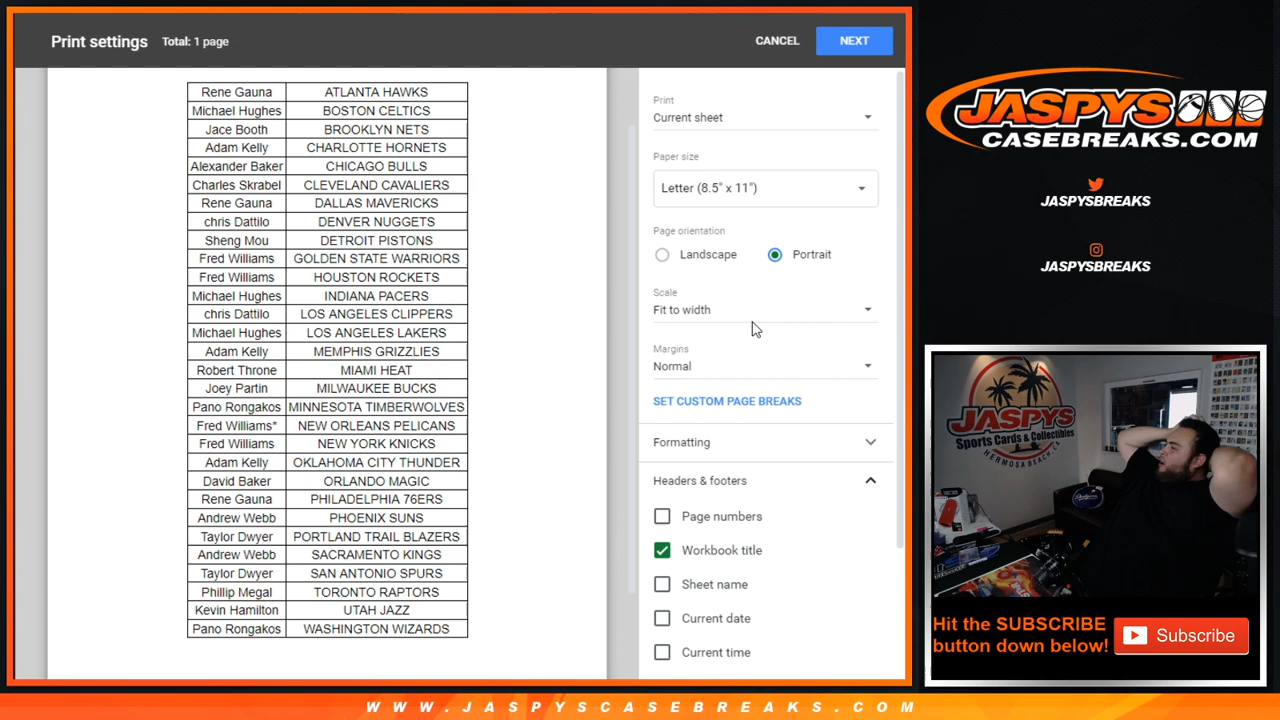 Print settings Total: 1 page CANCEL NEXT
Rene Gauna ATLANTA HAWKS
Michael Hughes BOSTON CELTICS
Jace Booth BROOKLYN NETS
Adam Kelly CHARLOTTE HORNETS
Alexander Baker CHICAGO BULLS
Charles Skrabel CLEVELAND CAVALIERS
Rene Gauna DALLAS MAVERICKS
chris Dattilo DENVER NUGGETS
Sheng Mou DETROIT PISTONS
Fred Williams GOLDEN STATE WARRIORS
Fred Williams HOUSTON ROCKETS
Michael Hughes INDIANA PACERS
chris Dattilo LOS ANGELES CLIPPERS
Michael Hughes LOS ANGELES LAKERS
Adam Kelly MEMPHIS GRIZZLIES
Robert Throne MIAMI HEAT
Joey Partin MILWAUKEE BUCKS
Pano Rongakos MINNESOTA TIMBERWOLVES
Fred Williams* NEW ORLEANS PELICANS
Fred Williams NEW YORK KNICKS
Adam Kelly OKLAHOMA CITY THUNDER
David Baker ORLANDO MAGIC
Rene Gauna PHILADELPHIA 76ERS
Andrew Webb PHOENIX SUNS
Taylor Dwyer PORTLAND TRAIL BLAZERS
Andrew Webb SACRAMENTO KINGS
Taylor Dwyer SAN ANTONIO SPURS
Phillip Megal TORONTO RAPTORS
Kevin Hamilton UTAH JAZZ
Pano Rongakos WASHINGTON WIZARDS
Print
Current sheet
Paper size
Letter (8.5" x 11")
Page orientation
Landscape Portrait
Scale
Fit to width
Margins
Normal
SET CUSTOM PAGE BREAKS
Formatting
Headers & footers
Page numbers
Workbook title
Sheet name
Current date
Current time
JASPYS
CASEBREAKS.COM
JASPYSBREAKS
JASPYSBREAKS
JASPYS
Sports Cards & Collectibles
HERMOSA BEACH CA
Hit the SUBSCRIBE
button down below!
Subscribe
WWW.JASPYSCASEBREAKS.COM